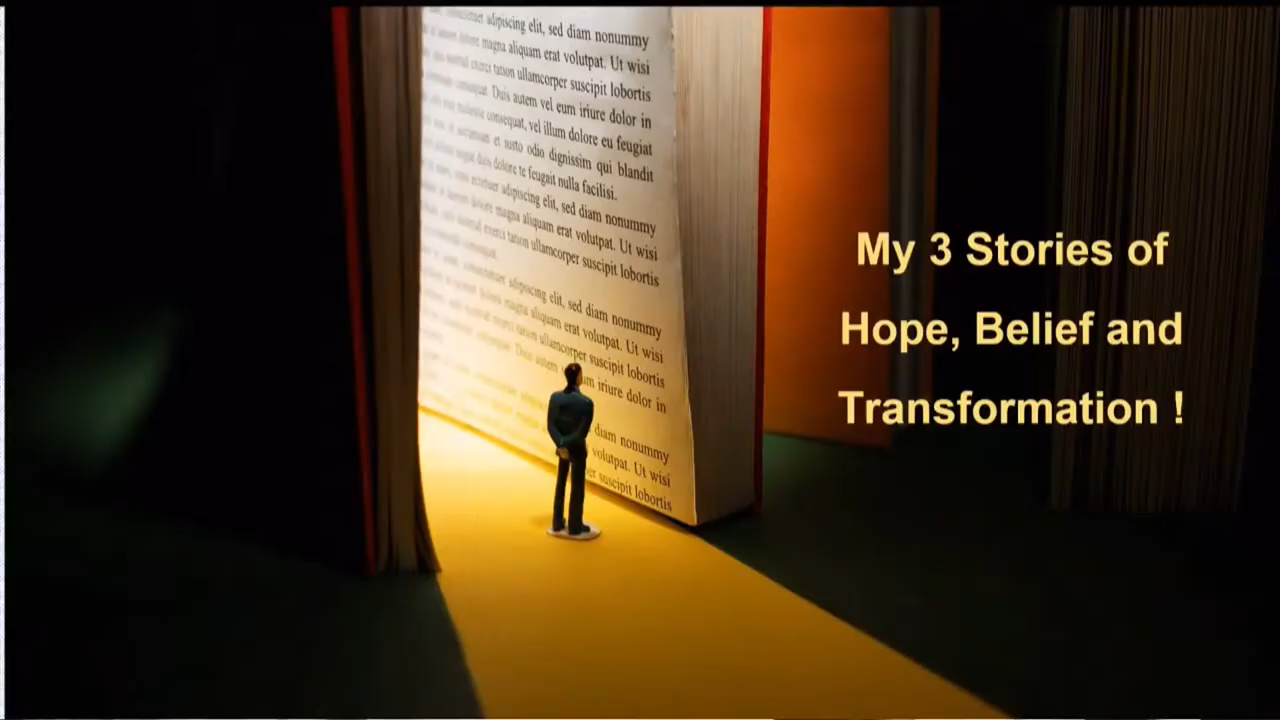 adipiscing elit, sed diam nonummy
magna aliquam erat volutpat. Ut wisi
tation ullamcorper suscipit lobortis
Duis autem vel eum iriure dolor in
consequat, vel illum dolore eu feugiat
et iusto odio dignissim qui blandit
duis dolore te feugait nulla facilisi.
adipiscing elit, sed diam nonummy
magna aliquam erat volutpat. Ut wisi
tation ullamcorper suscipit lobortis
adipiscing elit, sed diam nonummy
aliquam erat volutpat. Ut wisi
ullamcorper suscipit lobortis
iriure dolor in
diam nonummy
volutpat. Ut wisi
suscipit lobortis
My 3 Stories of
Hope, Belief and
Transformation !